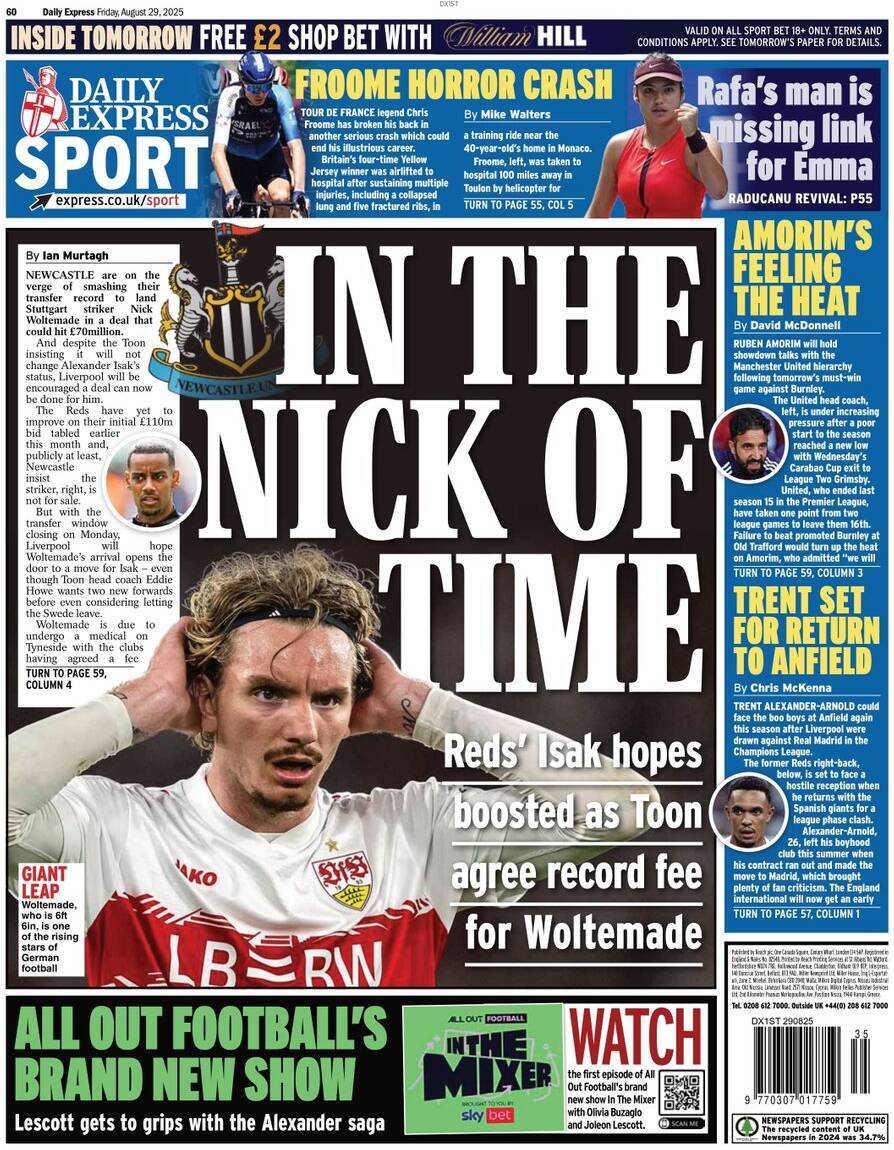 60 Daily Express Friday, August 29, 2025
DX1ST
INSIDE TOMORROW FREE £2 SHOP BET WITH William HILL
VALID ON ALL SPORT BET 18+ ONLY. TERMS AND
CONDITIONS APPLY. SEE TOMORROW'S PAPER FOR DETAILS.
DAILY
EXPRESS
SPORT
express.co.uk/sport
FROOME HORROR CRASH
TOUR DE FRANCE legend Chris
Froome has broken his back in
another serious crash which could
end his illustrious career.
Britain's four-time Yellow
Jersey winner was airlifted to
hospital after sustaining multiple
injuries, including a collapsed
lung and five fractured ribs, in
By Mike Walters
a training ride near the
40-year-old's home in Monaco.
Froome, left, was taken to
hospital 100 miles away in
Toulon by helicopter for
TURN TO PAGE 55, COL 5
Rafa's man is
missing link
for Emma
RADUCANU REVIVAL: P55
By Ian Murtagh
NEWCASTLE are on the
verge of smashing their
transfer record to land
Stuttgart striker Nick
Woltemade in a deal that
could hit £70million.
And despite the Toon
insisting it will not
change Alexander Isak's
status, Liverpool will be
encouraged a deal can now
be done for him.
The Reds have yet to
improve on their initial £110m
bid tabled earlier
this month and,
publicly at least,
Newcastle
insist the
striker, right, is
not for sale.
But with the
transfer window
closing on Monday,
Liverpool will hope
Woltemade's arrival opens the
door to a move for Isak – even
though Toon head coach Eddie
Howe wants two new forwards
before even considering letting
the Swede leave.
Woltemade is due to
undergo a medical on
Tyneside with the clubs
having agreed a fee
TURN TO PAGE 59,
COLUMN 4
NEWCASTLE UN
IN THE
NICK OF
TIME
Reds' Isak hopes
boosted as Toon
agree record fee
for Woltemade
JAKO
LB=BW
GIANT
LEAP
Woltemade,
who is 6ft
6in, is one
of the rising
stars of
German
football
AMORIM'S
FEELING
THE HEAT
By David McDonnell
RUBEN AMORIM will hold
showdown talks with the
Manchester United hierarchy
following tomorrow's must-win
game against Burnley.
The United head coach,
left, is under increasing
pressure after a poor
start to the season
reached a new low
with Wednesday's
Carabao Cup exit to
League Two Grimsby.
United, who ended last
season 15 in the Premier League,
have taken one point from two
league games to leave them 16th.
Failure to beat promoted Burnley at
Old Trafford would turn up the heat
on Amorim, who admitted "we will
TURN TO PAGE 59, COLUMN 3
TRENT SET
FOR RETURN
TO ANFIELD
By Chris McKenna
TRENT ALEXANDER-ARNOLD could
face the boo boys at Anfield again
this season after Liverpool were
drawn against Real Madrid in the
Champions League.
The former Reds right-back,
below, is set to face a
hostile reception when
he returns with the
Spanish giants for a
league phase clash.
Alexander-Arnold,
26, left his boyhood
club this summer when
his contract ran out and made the
move to Madrid, which brought
plenty of fan criticism. The England
international will now get an early
TURN TO PAGE 57, COLUMN 1
ALL OUT FOOTBALL'S
BRAND NEW SHOW
Lescott gets to grips with the Alexander saga
ALL OUT FOOTBALL
IN THE
MIXER
BROUGHT TO YOU BY
sky bet
WATCH
the first episode of All
Out Football's brand
new show In The Mixer
with Olivia Buzaglo
and Joleon Lescott.
SCAN ME
Tel. 0208 612 7000. Outside UK +44(0) 208 612 7000
DX1ST 290825
35
9 770307 017759
NEWSPAPERS SUPPORT RECYCLING
The recycled content of UK
Newspapers in 2024 was 34.7%